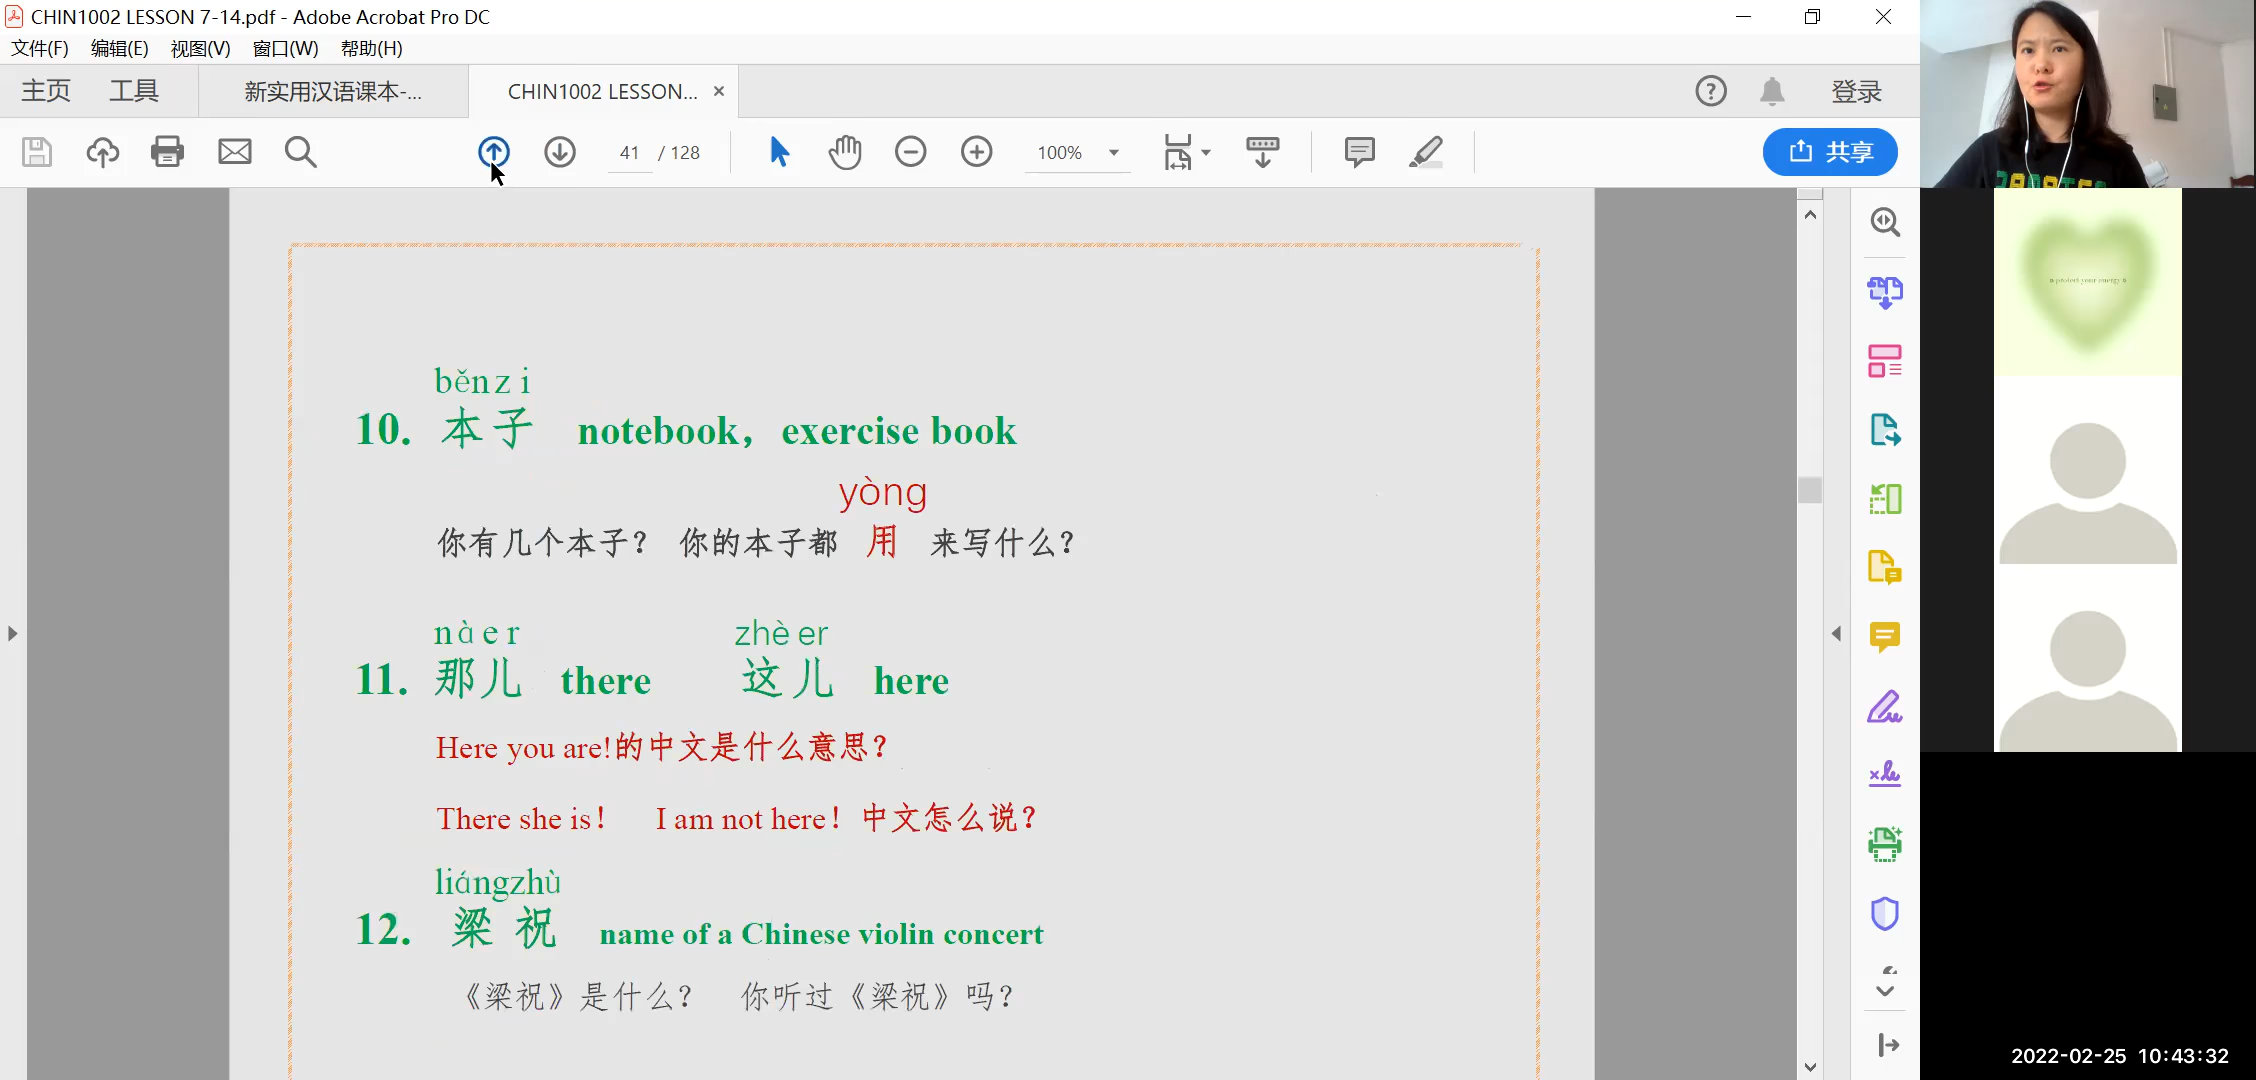 CHIN1002 LESSON 7-14.pdf - Adobe Acrobat Pro DC
文件(F) 编辑(E) 视图(V) 窗口(W) 帮助(H)
主页 工具 新实用汉语课本-... CHIN1002 LESSON... × 登录
41 / 128 100% 共享
běnzi
10. 本子 notebook，exercise book
yòng
你有几个本子？ 你的本子都 用 来写什么？
nàer zhè er
11. 那儿 there 这儿 here
Here you are!的中文是什么意思？
There she is！ I am not here！中文怎么说？
liángzhù
12. 梁 祝 name of a Chinese violin concert
《梁祝》是什么？ 你听过《梁祝》吗？
protect your energy
2022-02-25 10:43:32